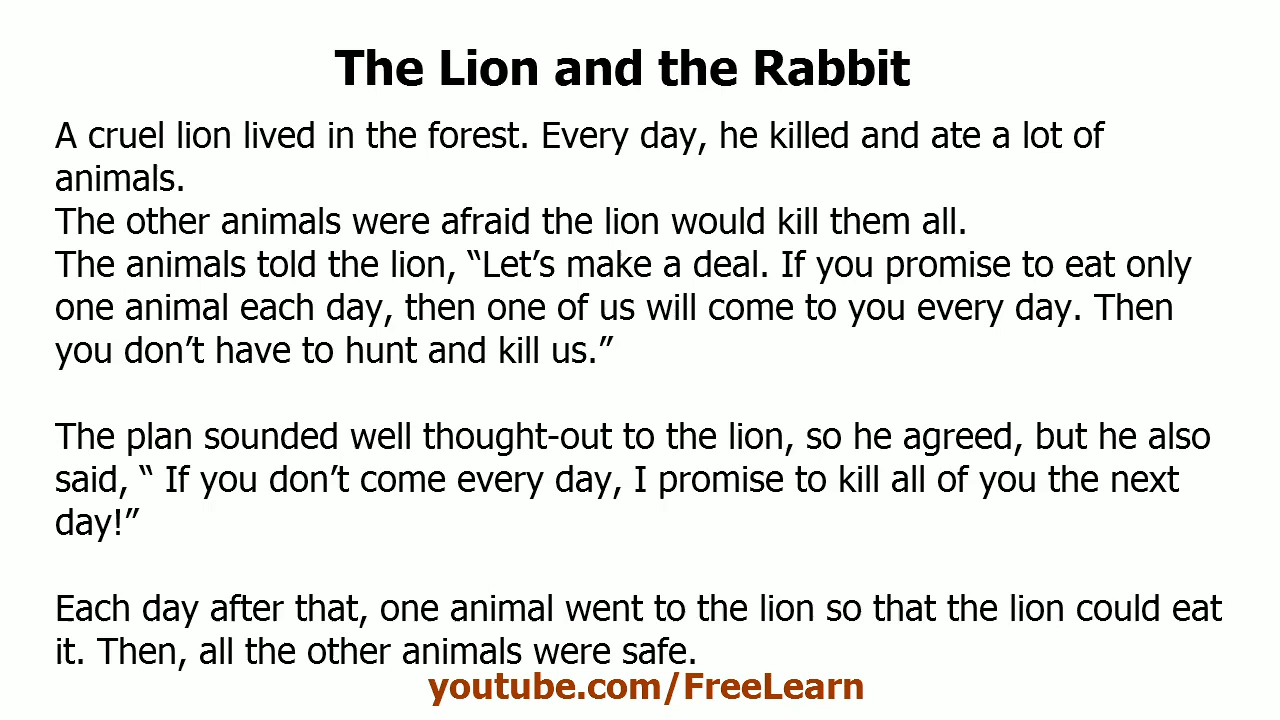 The Lion and the Rabbit
A cruel lion lived in the forest. Every day, he killed and ate a lot of
animals.
The other animals were afraid the lion would kill them all.
The animals told the lion, “Let’s make a deal. If you promise to eat only
one animal each day, then one of us will come to you every day. Then
you don’t have to hunt and kill us.”
The plan sounded well thought-out to the lion, so he agreed, but he also
said, “ If you don’t come every day, I promise to kill all of you the next
day!”
Each day after that, one animal went to the lion so that the lion could eat
it. Then, all the other animals were safe.
youtube.com/FreeLearn